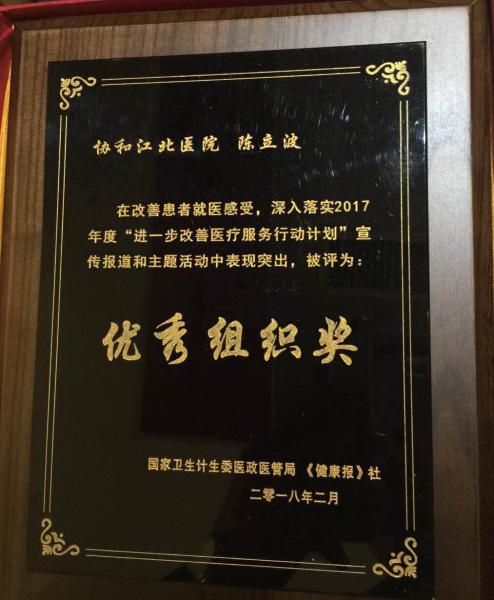 协和江北医院 陈立波
在改善患者就医感受，深入落实2017
年度“进一步改善医疗服务行动计划”宣
传报道和主题活动中表现突出，被评为：
优秀组织奖
国家卫生计生委医政医管局 《健康报》社
二零一八年二月